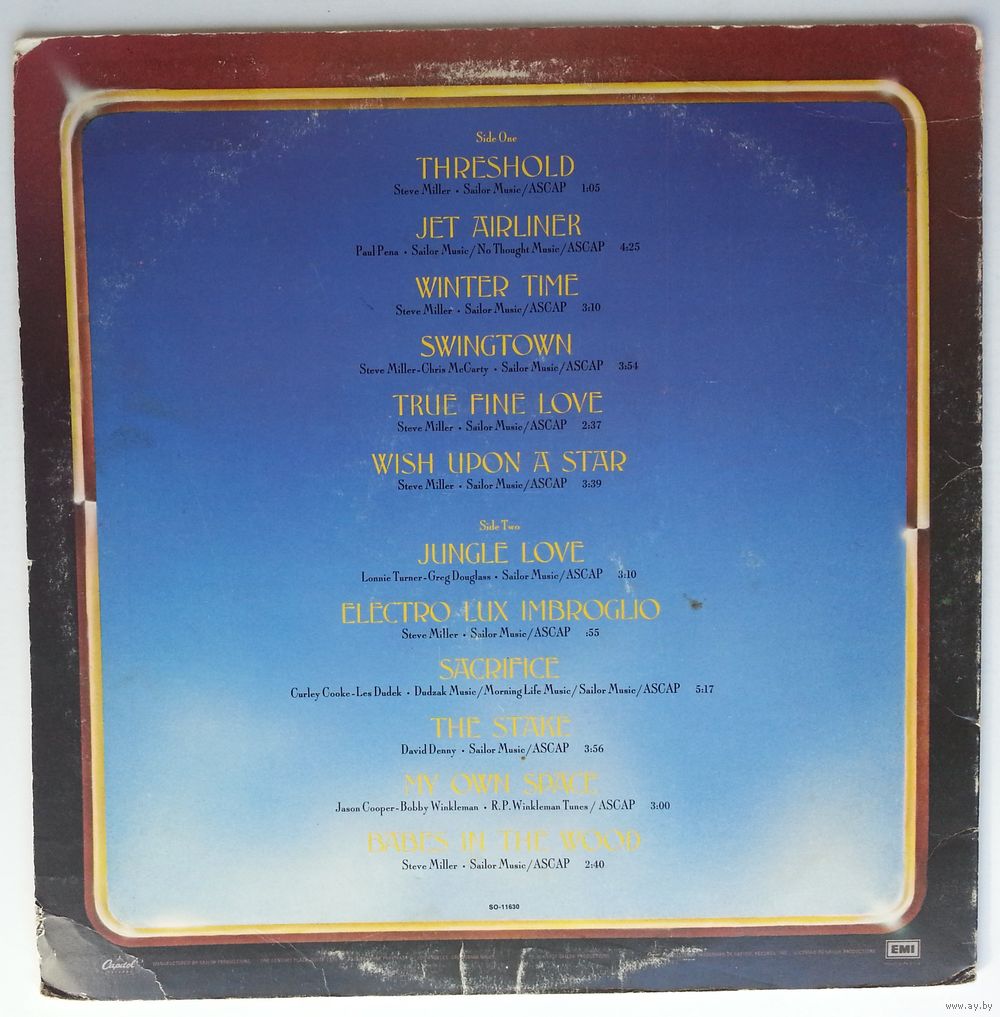 Side One
THRESHOLD
Steve Miller • Sailor Music/ASCAP 1:05
JET AIRLINER
Paul Pena • Sailor Music/No Thought Music/ASCAP 4:25
WINTER TIME
Steve Miller • Sailor Music/ASCAP 3:10
SWINGTOWN
Steve Miller-Chris McCarty • Sailor Music/ASCAP 3:54
TRUE FINE LOVE
Steve Miller • Sailor Music/ASCAP 2:37
WISH UPON A STAR
Steve Miller • Sailor Music/ASCAP 3:39
Side Two
JUNGLE LOVE
Lonnie Turner-Greg Douglass • Sailor Music/ASCAP 3:10
ELECTRO LUX IMBROGLIO
Steve Miller • Sailor Music/ASCAP :55
SACRIFICE
Curley Cooke-Les Dudek • Dudzak Music/Morning Life Music/Sailor Music/ASCAP 5:17
THE STAKE
David Denny • Sailor Music/ASCAP 3:56
MY OWN SPACE
Jason Cooper-Bobby Winkleman • R.P. Winkleman Tunes / ASCAP 3:00
BABES IN THE WOOD
Steve Miller • Sailor Music/ASCAP 2:40
SO-11630
Capitol
EMI
www.ay.by